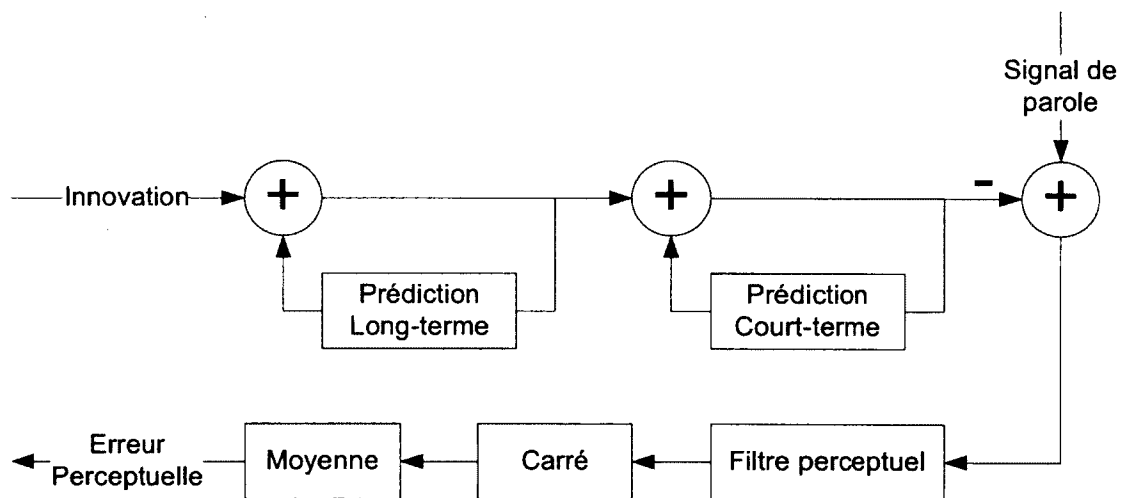 Signal de
parole
Innovation
+
+
-
+
Prédiction
Long-terme
Prédiction
Court-terme
Erreur
Perceptuelle
Moyenne
Carré
Filtre perceptuel